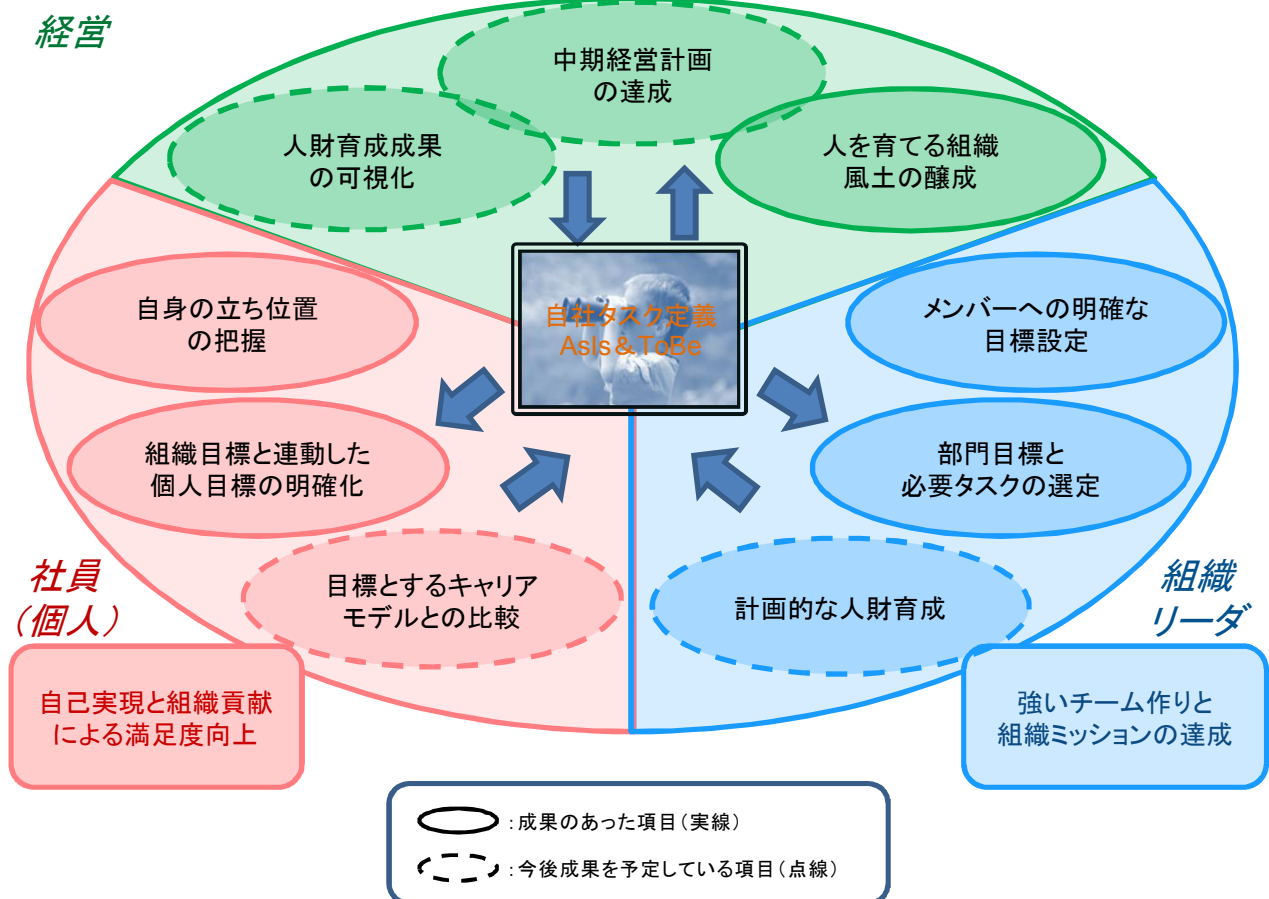 経営
中期経営計画
の達成
人財育成成果
の可視化
人を育てる組織
風土の醸成
自社タスク定義
AsIs&ToBe
自身の立ち位置
の把握
メンバーへの明確な
目標設定
組織目標と連動した
個人目標の明確化
部門目標と
必要タスクの選定
目標とするキャリア
モデルとの比較
計画的な人財育成
社員
(個人)
組織
リーダ
自己実現と組織貢献
による満足度向上
強いチーム作りと
組織ミッションの達成
:成果のあった項目(実線)
:今後成果を予定している項目(点線)